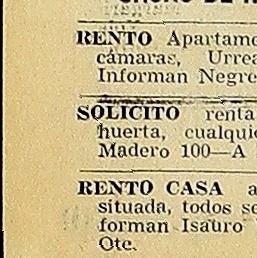 RENTO Apartame
cámaras, Urrea
Informan Negre
SOLICITO renta
huerta, cualquie
Madero 100—A
RENTO CASA a
situada, todos se
forman Isauro
Ote.